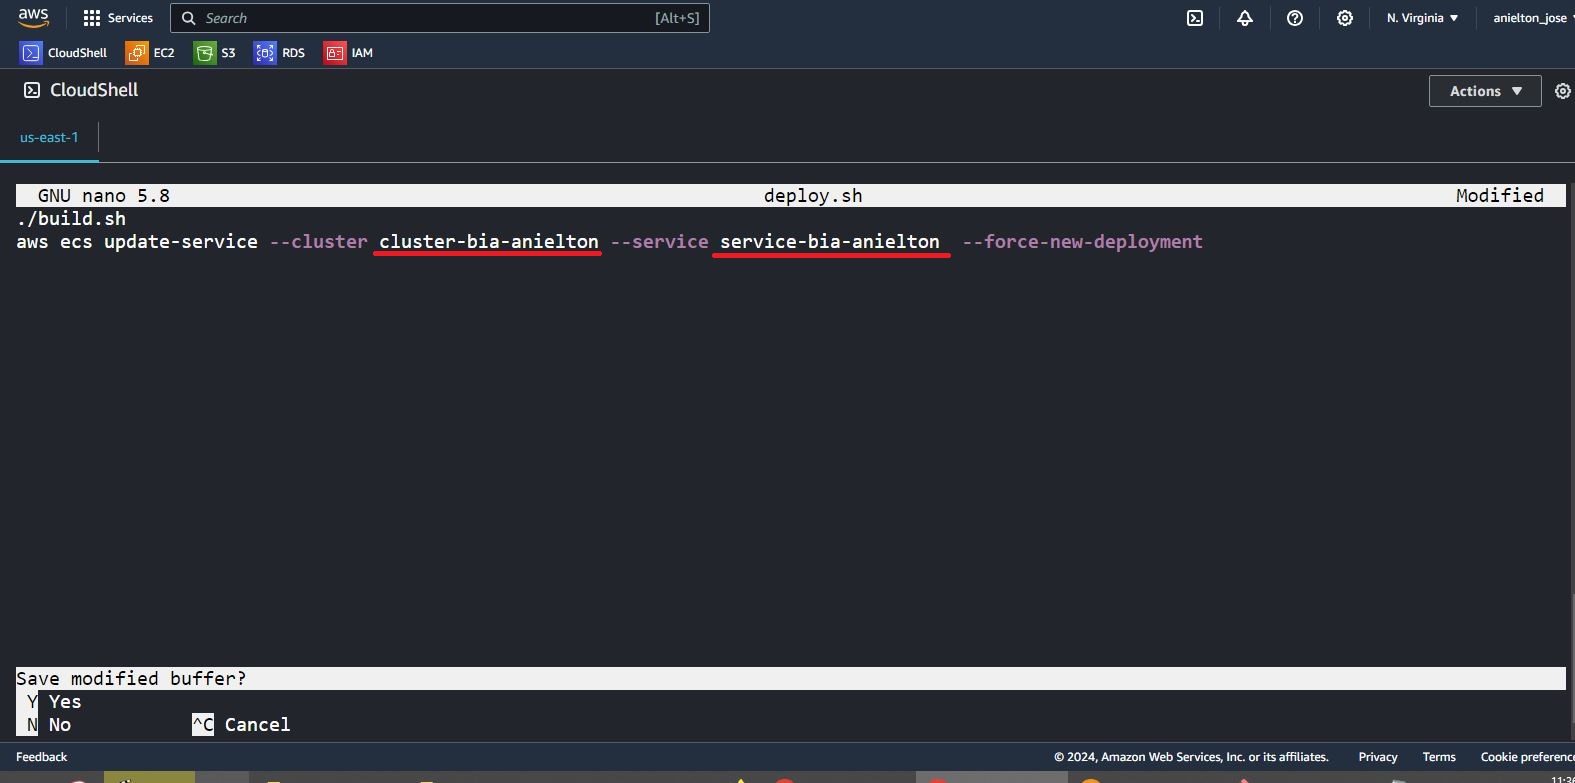 aws Services Search [Alt+S] N. Virginia ▼ anielton_jose
CloudShell EC2 S3 RDS IAM
CloudShell Actions ▼
us-east-1
GNU nano 5.8 deploy.sh Modified
./build.sh
aws ecs update-service --cluster cluster-bia-anielton --service service-bia-anielton --force-new-deployment
Save modified buffer?
Y Yes
N No ^C Cancel
Feedback © 2024, Amazon Web Services, Inc. or its affiliates. Privacy Terms Cookie preference